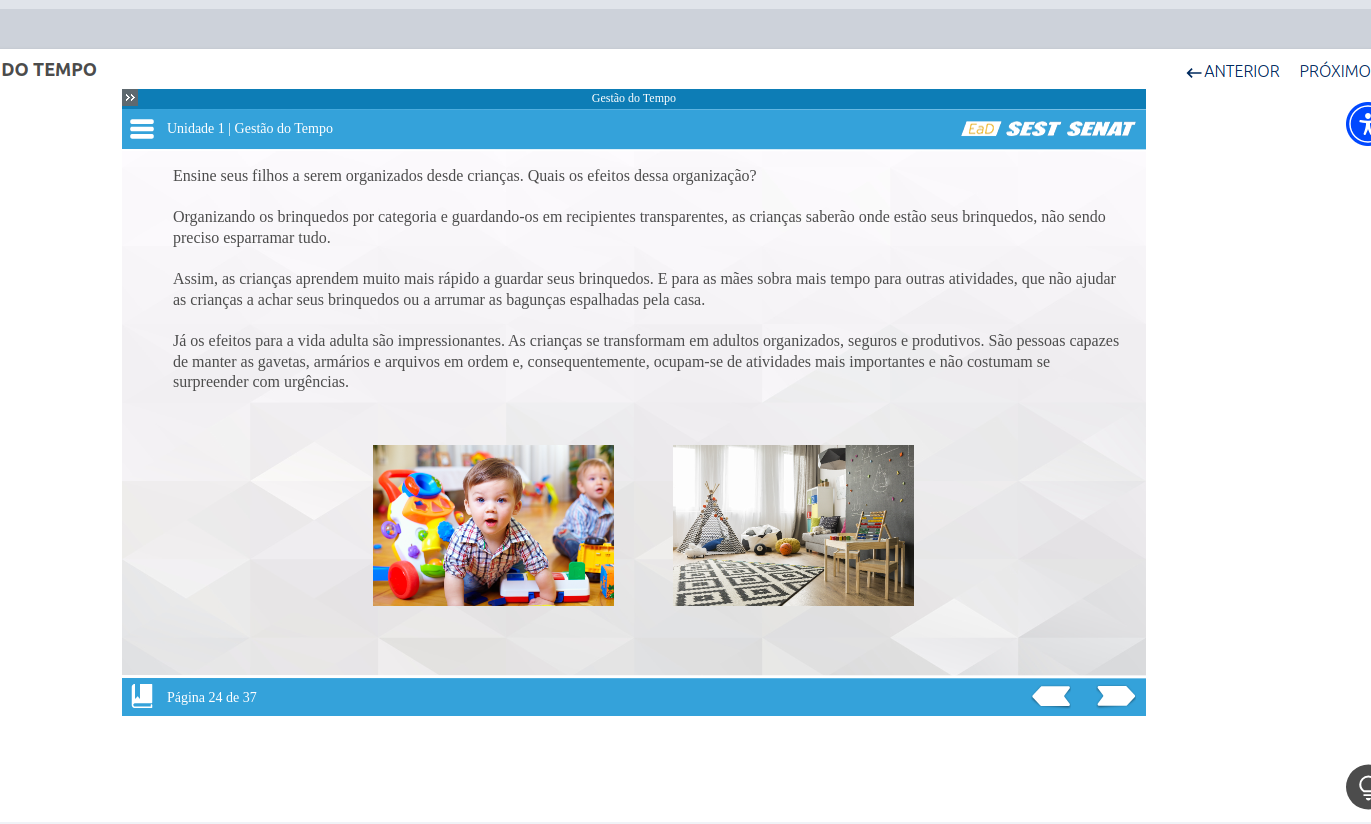 DO TEMPO
ANTERIOR
PRÓXIMO
Gestão do Tempo
Unidade 1 | Gestão do Tempo
EaD SEST SENAT
Ensine seus filhos a serem organizados desde crianças. Quais os efeitos dessa organização?
Organizando os brinquedos por categoria e guardando-os em recipientes transparentes, as crianças saberão onde estão seus brinquedos, não sendo
preciso esparramar tudo.
Assim, as crianças aprendem muito mais rápido a guardar seus brinquedos. E para as mães sobra mais tempo para outras atividades, que não ajudar
as crianças a achar seus brinquedos ou a arrumar as bagunças espalhadas pela casa.
Já os efeitos para a vida adulta são impressionantes. As crianças se transformam em adultos organizados, seguros e produtivos. São pessoas capazes
de manter as gavetas, armários e arquivos em ordem e, consequentemente, ocupam-se de atividades mais importantes e não costumam se
surpreender com urgências.
Página 24 de 37